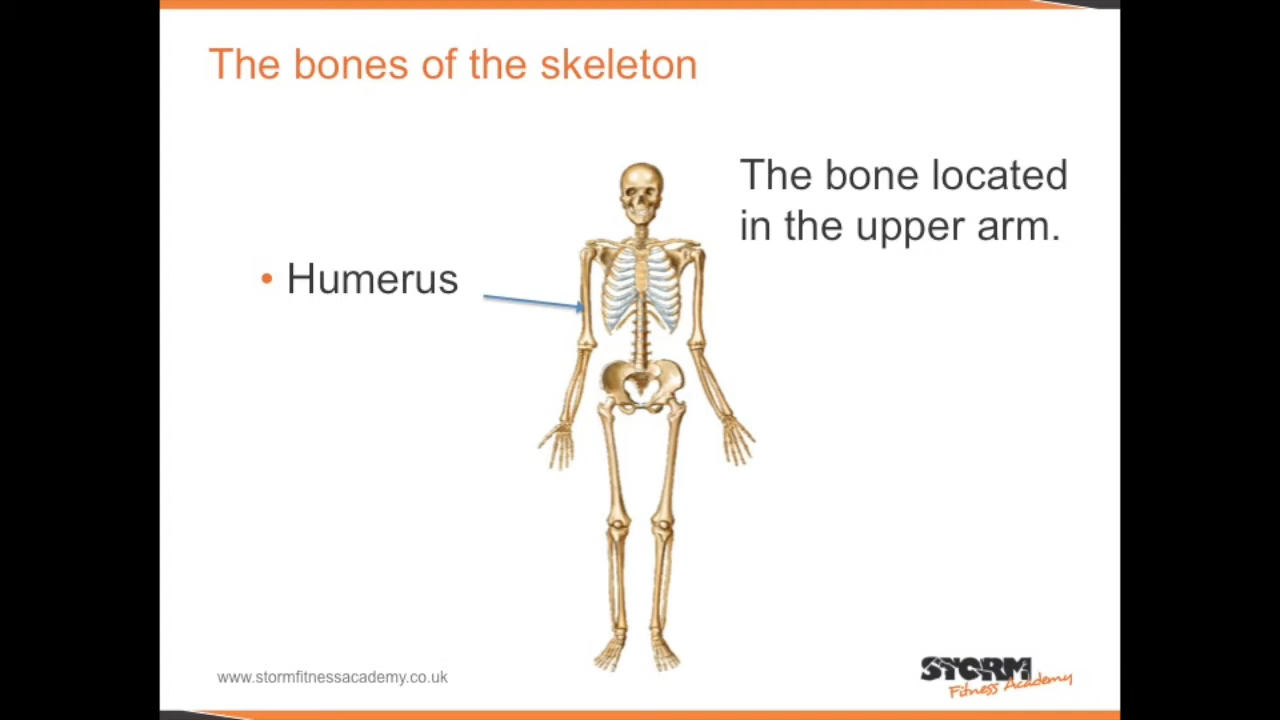 The bones of the skeleton
The bone located
in the upper arm.
• Humerus
www.stormfitnessacademy.co.uk
STORM
Fitness Academy